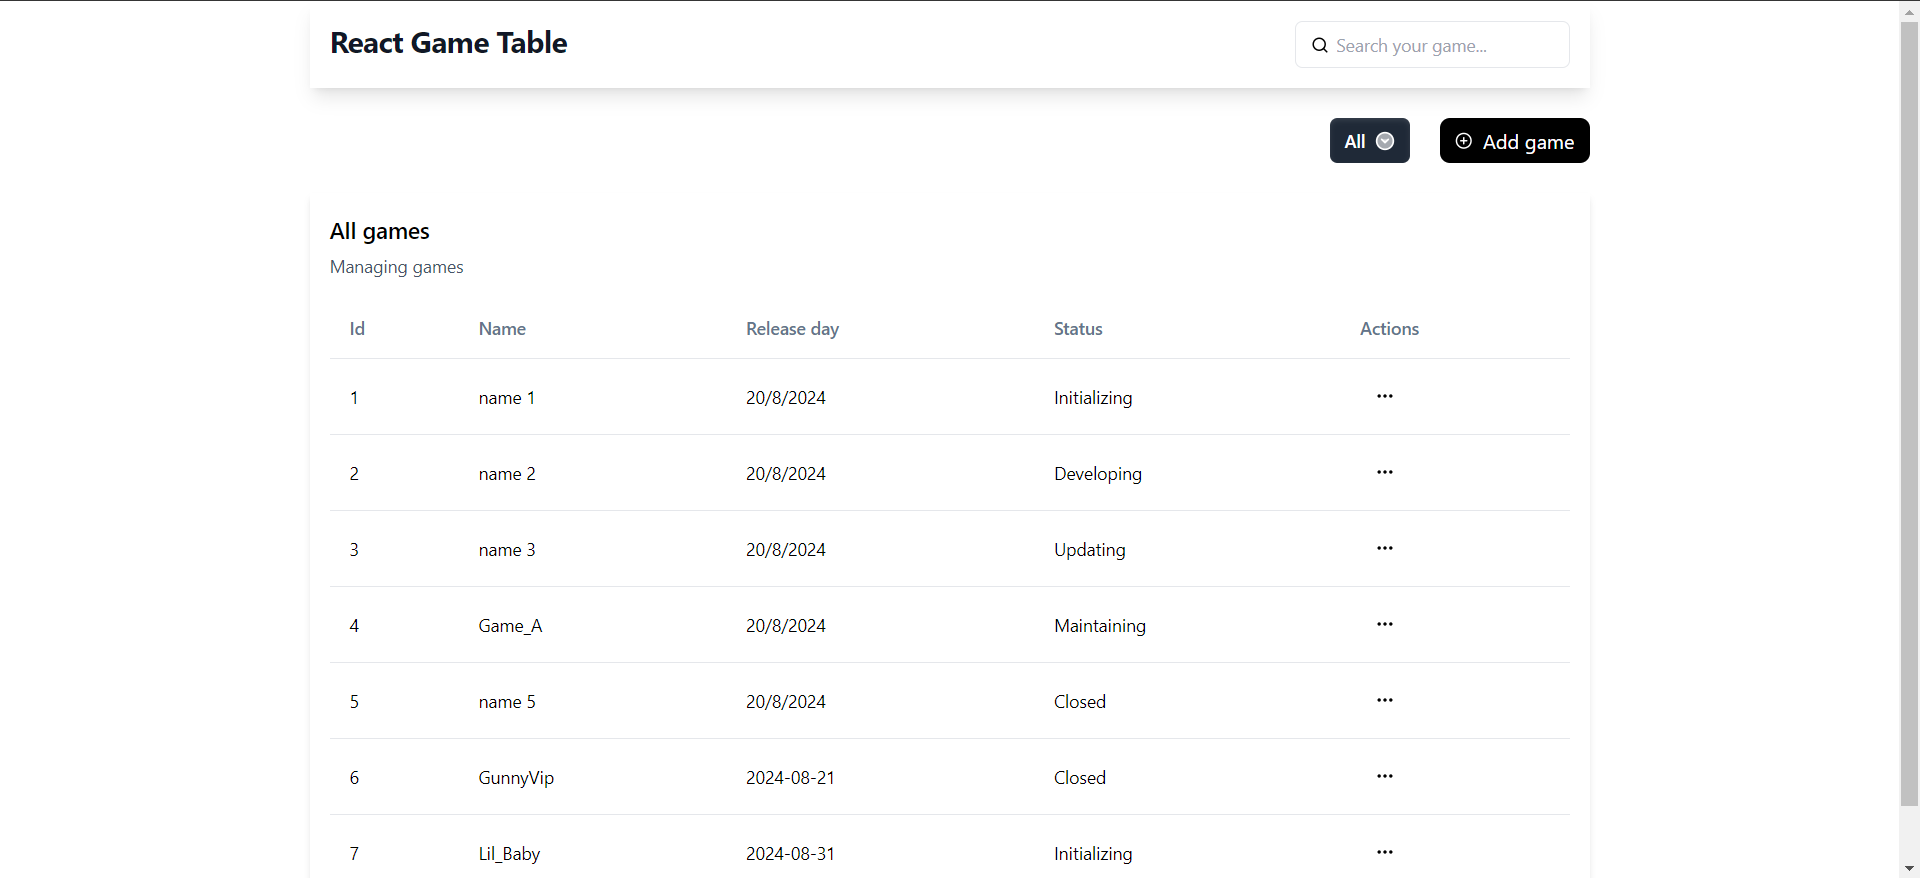 React Game Table
Search your game...
All
Add game
All games
Managing games
Id Name Release day Status Actions
1 name 1 20/8/2024 Initializing
2 name 2 20/8/2024 Developing
3 name 3 20/8/2024 Updating
4 Game_A 20/8/2024 Maintaining
5 name 5 20/8/2024 Closed
6 GunnyVip 2024-08-21 Closed
7 Lil_Baby 2024-08-31 Initializing